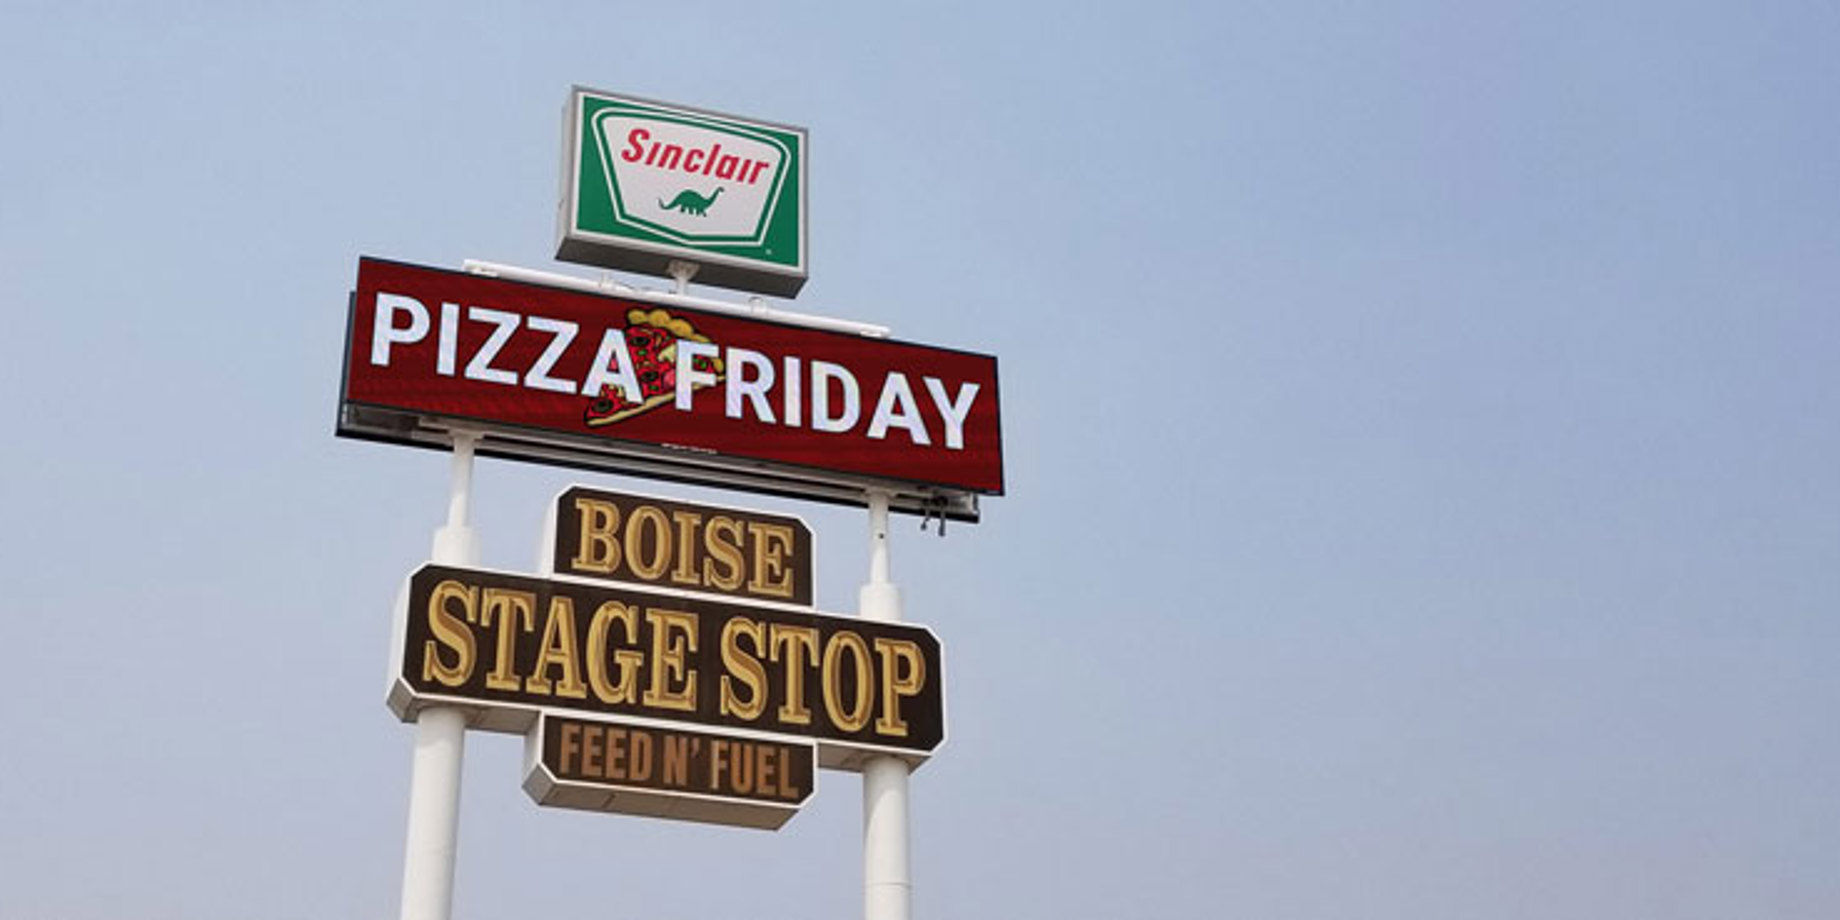 Sinclair
PIZZA FRIDAY
BOISE
STAGE STOP
FEED N' FUEL